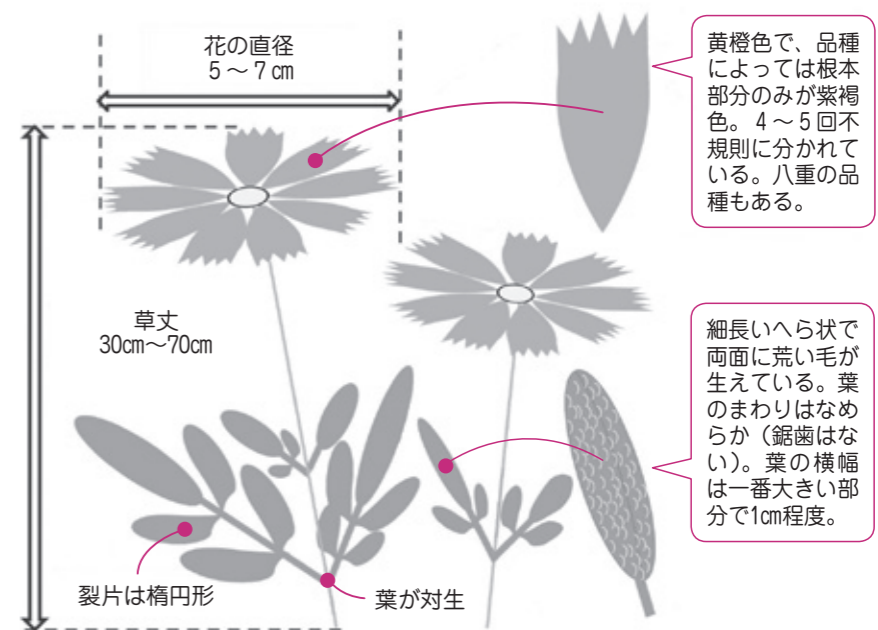 花の直径
5～7㎝
黄橙色で、品種
によっては根本
部分のみが紫褐
色。4～5回不
規則に分かれて
いる。八重の品
種もある。
草丈
30㎝～70㎝
細長いへら状で
両面に荒い毛が
生えている。葉
のまわりはなめ
らか（鋸歯はな
い）。葉の横幅
は一番大きい部
分で1㎝程度。
裂片は楕円形
葉が対生